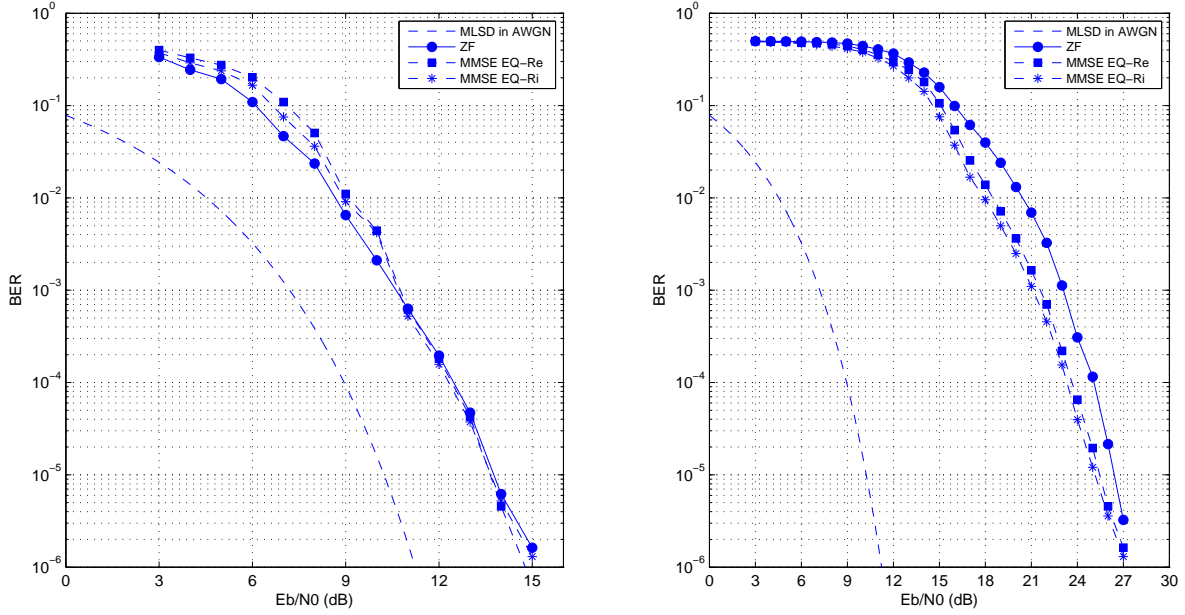 10^0
10^-1
10^-2
10^-3
10^-4
10^-5
10^-6
BER
0 3 6 9 12 15
Eb/N0 (dB)
MLSD in AWGN
ZF
MMSE EQ-Re
MMSE EQ-Ri
10^0
10^-1
10^-2
10^-3
10^-4
10^-5
10^-6
BER
0 3 6 9 12 15 18 21 24 27 30
Eb/N0 (dB)
MLSD in AWGN
ZF
MMSE EQ-Re
MMSE EQ-Ri